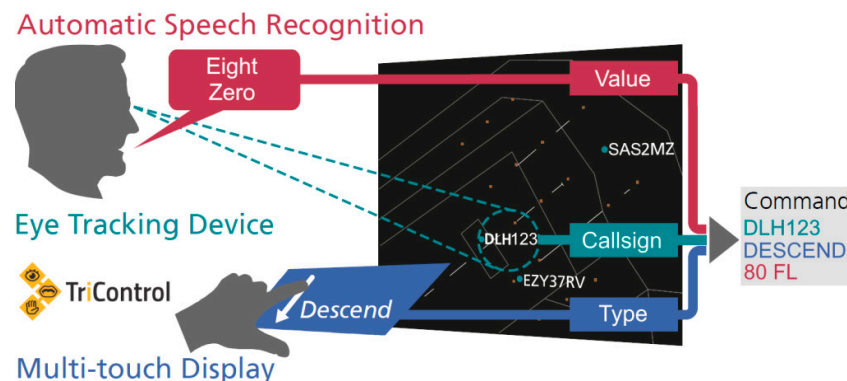 Automatic Speech Recognition
Eight
Zero
Value
SAS2MZ
Eye Tracking Device
DLH123
Callsign
Command
DLH123
DESCEND
80 FL
EZY37RV
TriControl
Descend
Type
Multi-touch Display